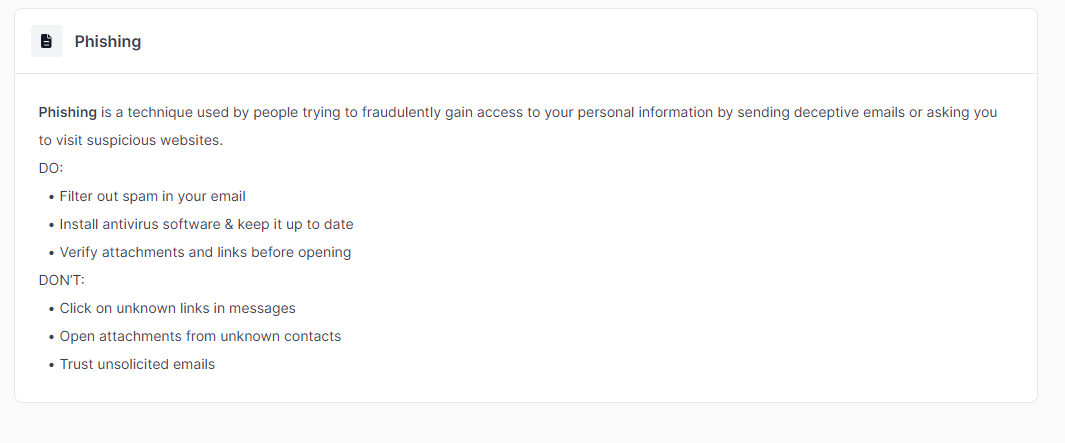 Phishing
Phishing is a technique used by people trying to fraudulently gain access to your personal information by sending deceptive emails or asking you
to visit suspicious websites.
DO:
• Filter out spam in your email
• Install antivirus software & keep it up to date
• Verify attachments and links before opening
DON’T:
• Click on unknown links in messages
• Open attachments from unknown contacts
• Trust unsolicited emails